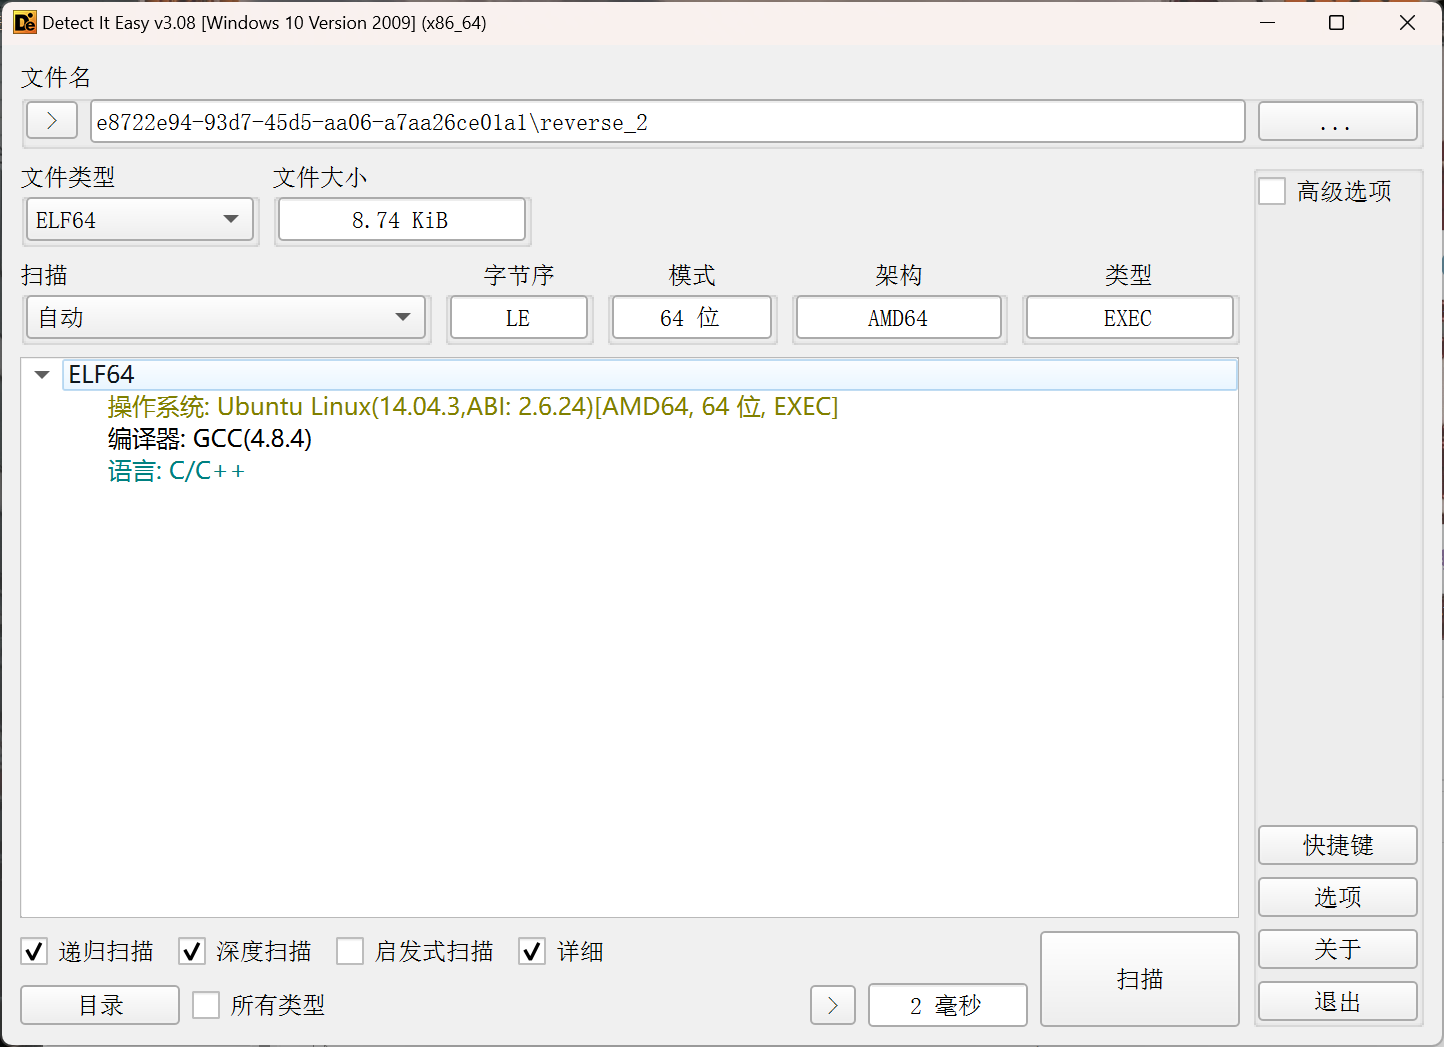 Detect It Easy v3.08 [Windows 10 Version 2009] (x86_64)
文件名
> e8722e94-93d7-45d5-aa06-a7aa26ce01a1\reverse_2 ...
文件类型 文件大小
ELF64 8.74 KiB
高级选项
扫描 字节序 模式 架构 类型
自动 LE 64 位 AMD64 EXEC
ELF64
操作系统: Ubuntu Linux(14.04.3,ABI: 2.6.24)[AMD64, 64 位, EXEC]
编译器: GCC(4.8.4)
语言: C/C++
快捷键
选项
关于
退出
递归扫描 深度扫描 启发式扫描 详细
扫描
目录 所有类型 > 2 毫秒